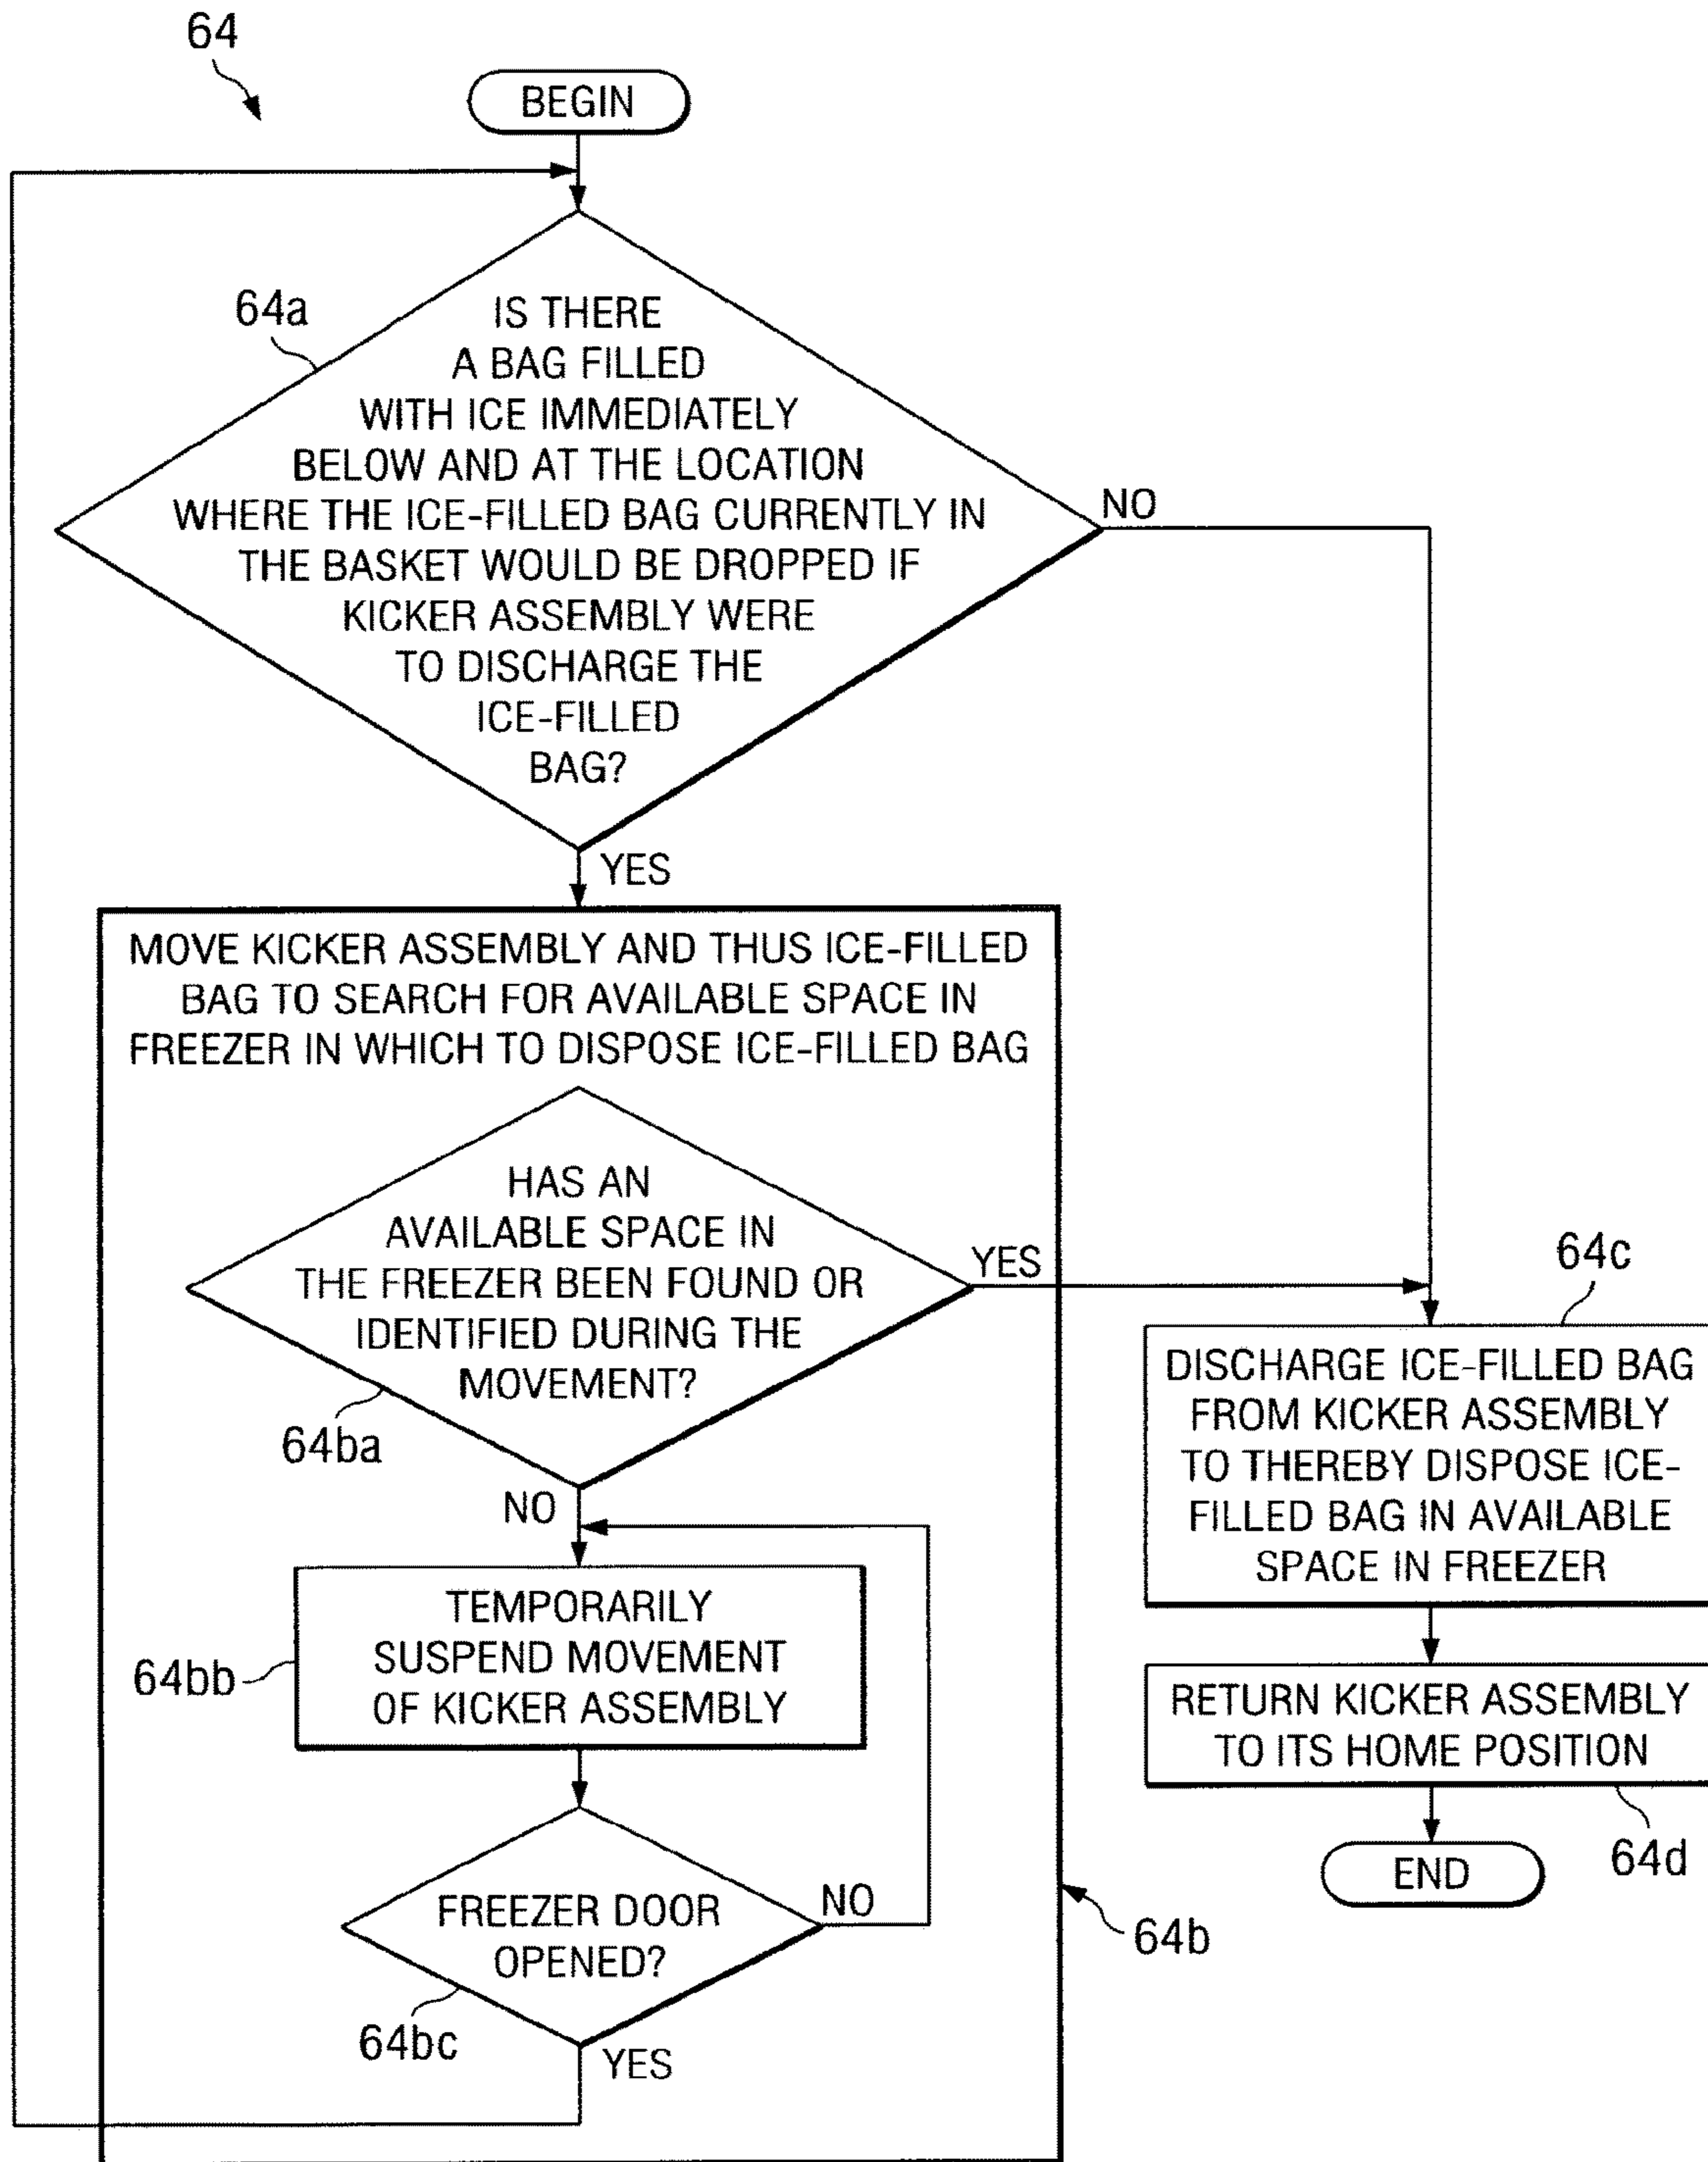 64
BEGIN
64a
IS THERE
A BAG FILLED
WITH ICE IMMEDIATELY
BELOW AND AT THE LOCATION
WHERE THE ICE-FILLED BAG CURRENTLY IN
THE BASKET WOULD BE DROPPED IF
KICKER ASSEMBLY WERE
TO DISCHARGE THE
ICE-FILLED
BAG?
NO
YES
MOVE KICKER ASSEMBLY AND THUS ICE-FILLED
BAG TO SEARCH FOR AVAILABLE SPACE IN
FREEZER IN WHICH TO DISPOSE ICE-FILLED BAG
HAS AN
AVAILABLE SPACE IN
THE FREEZER BEEN FOUND OR
IDENTIFIED DURING THE
MOVEMENT?
YES
64ba
NO
TEMPORARILY
SUSPEND MOVEMENT
OF KICKER ASSEMBLY
64bb
FREEZER DOOR
OPENED?
NO
64bc
YES
64b
64c
DISCHARGE ICE-FILLED BAG
FROM KICKER ASSEMBLY
TO THEREBY DISPOSE ICE-
FILLED BAG IN AVAILABLE
SPACE IN FREEZER
RETURN KICKER ASSEMBLY
TO ITS HOME POSITION
64d
END